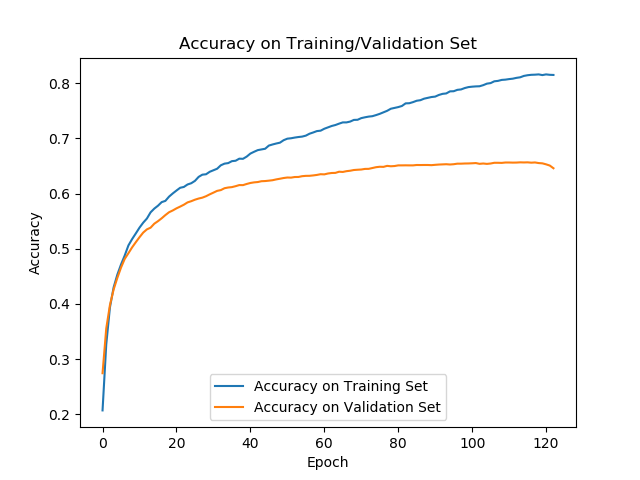 Accuracy on Training/Validation Set
0.8
0.7
0.6
0.5
0.4
0.3
0.2
Accuracy
Accuracy on Training Set
Accuracy on Validation Set
0 20 40 60 80 100 120
Epoch